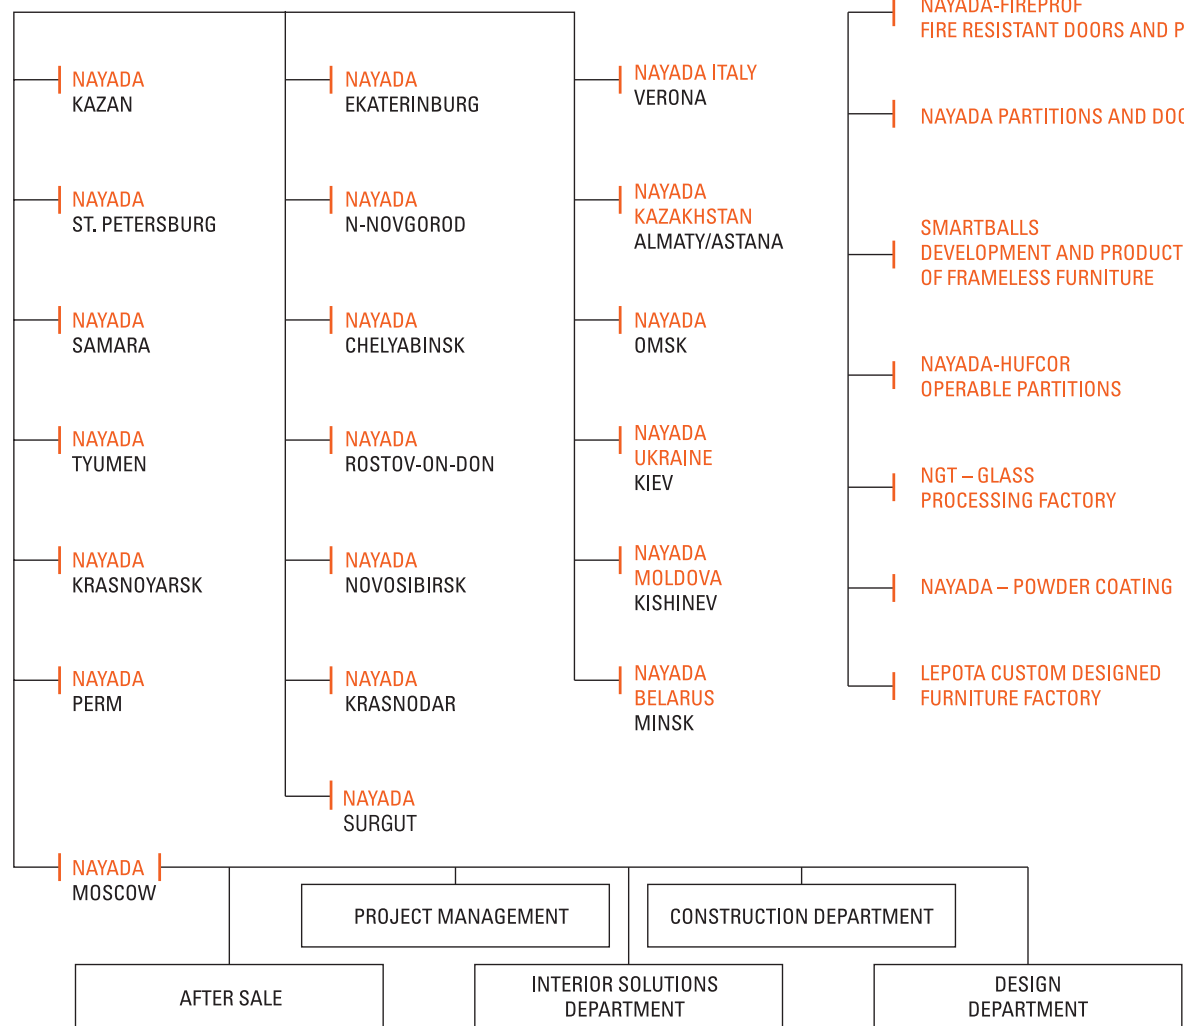 NAYADA
KAZAN
NAYADA
ST. PETERSBURG
NAYADA
SAMARA
NAYADA
TYUMEN
NAYADA
KRASNOYARSK
NAYADA
PERM
NAYADA
MOSCOW
NAYADA
EKATERINBURG
NAYADA
N-NOVGOROD
NAYADA
CHELYABINSK
NAYADA
ROSTOV-ON-DON
NAYADA
NOVOSIBIRSK
NAYADA
KRASNODAR
NAYADA
SURGUT
NAYADA ITALY
VERONA
NAYADA
KAZAKHSTAN
ALMATY/ASTANA
NAYADA
OMSK
NAYADA
UKRAINE
KIEV
NAYADA
MOLDOVA
KISHINEV
NAYADA
BELARUS
MINSK
NAYADA-FIREPROF
FIRE RESISTANT DOORS AND
NAYADA PARTITIONS AND
SMARTBALLS
DEVELOPMENT AND PRODUCT
OF FRAMELESS FURNITURE
NAYADA-HUFCOR
OPERABLE PARTITIONS
NGT – GLASS
PROCESSING FACTORY
NAYADA – POWDER COATING
LEPOTA CUSTOM DESIGNED
FURNITURE FACTORY
PROJECT MANAGEMENT
CONSTRUCTION DEPARTMENT
AFTER SALE
INTERIOR SOLUTIONS
DEPARTMENT
DESIGN
DEPARTMENT